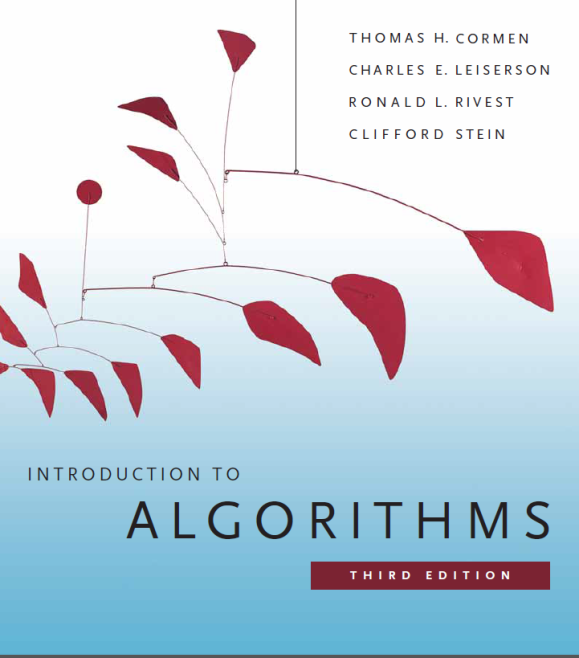 THOMAS H. CORMEN
CHARLES E. LEISERSON
RONALD L. RIVEST
CLIFFORD STEIN
INTRODUCTION TO
ALGORITHMS
THIRD EDITION